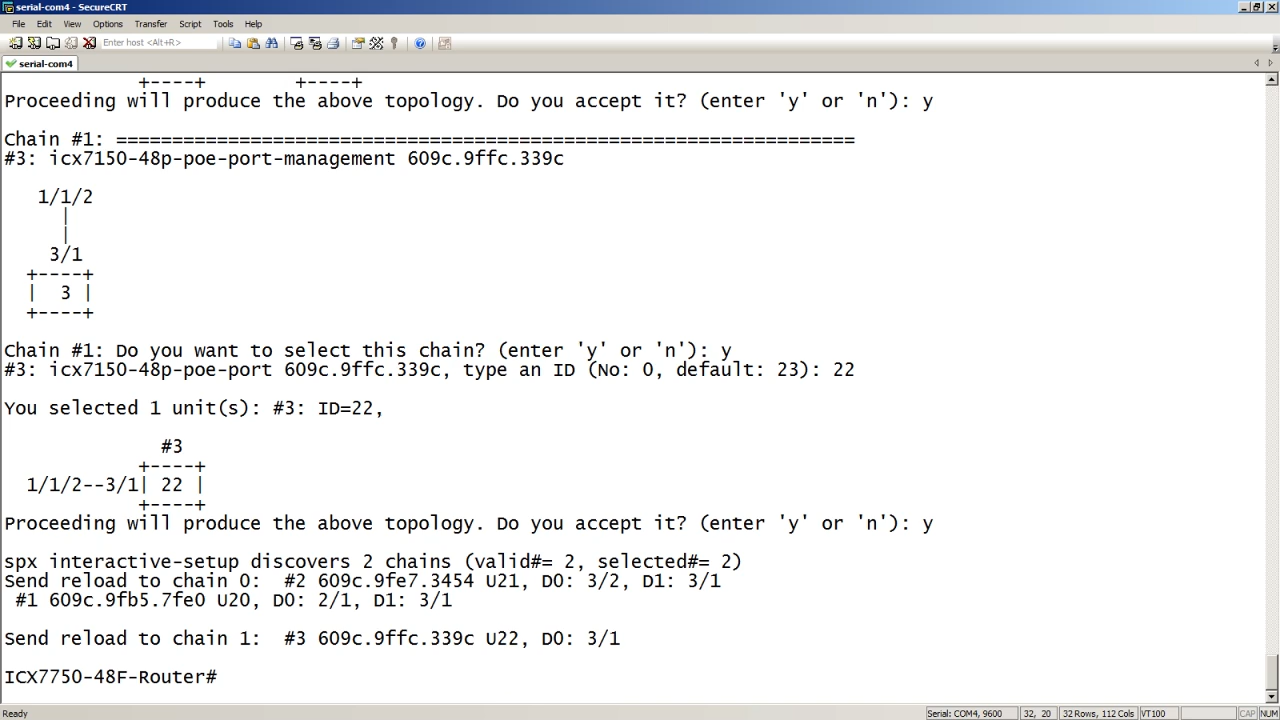 serial-com4 - SecureCRT
File Edit View Options Transfer Script Tools Help
Enter host <Alt+R>
serial-com4
+----+ +----+
Proceeding will produce the above topology. Do you accept it? (enter 'y' or 'n'): y
Chain #1: ==================================================================
#3: icx7150-48p-poe-port-management 609c.9ffc.339c
1/1/2
|
|
3/1
+----+
| 3 |
+----+
Chain #1: Do you want to select this chain? (enter 'y' or 'n'): y
#3: icx7150-48p-poe-port 609c.9ffc.339c, type an ID (No: 0, default: 23): 22
You selected 1 unit(s): #3: ID=22,
#3
+----+
1/1/2--3/1| 22 |
+----+
Proceeding will produce the above topology. Do you accept it? (enter 'y' or 'n'): y
spx interactive-setup discovers 2 chains (valid#= 2, selected#= 2)
Send reload to chain 0: #2 609c.9fe7.3454 U21, D0: 3/2, D1: 3/1
#1 609c.9fb5.7fe0 U20, D0: 2/1, D1: 3/1
Send reload to chain 1: #3 609c.9ffc.339c U22, D0: 3/1
ICX7750-48F-Router#
Ready Serial: COM4, 9600 32, 20 32 Rows, 112 Cols VT100 CAP NUM